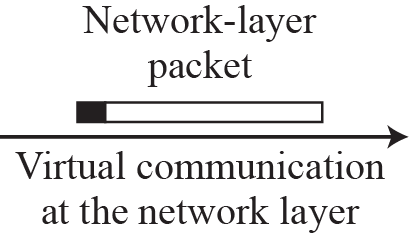 Network-layer
packet
Virtual communication
at the network layer